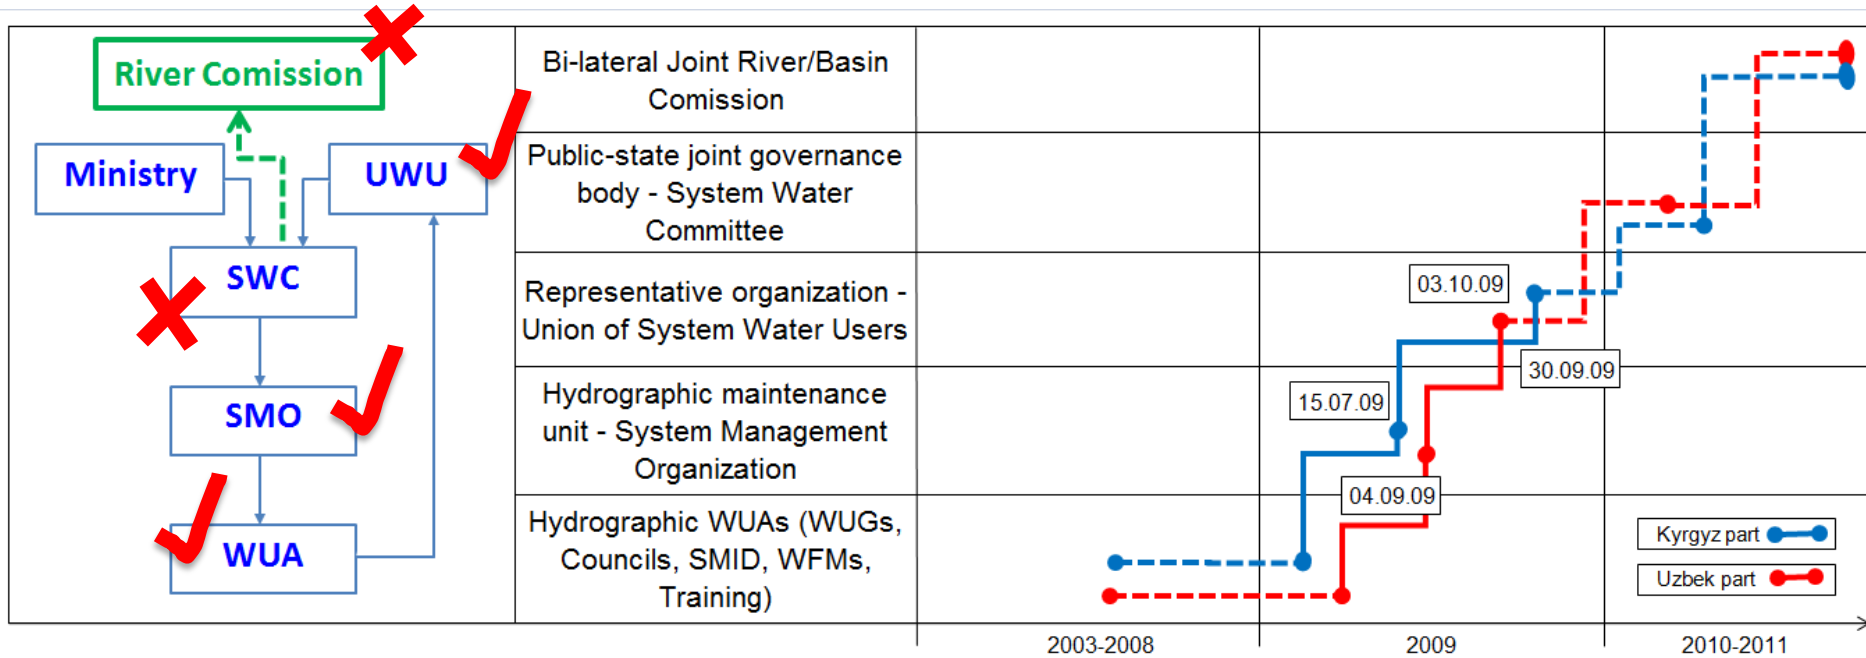 River Comission
Ministry
UWU
SWC
SMO
WUA
Bi-lateral Joint River/Basin
Comission
Public-state joint governance
body - System Water
Committee
Representative organization -
Union of System Water Users
Hydrographic maintenance
unit - System Management
Organization
Hydrographic WUAs (WUGs,
Councils, SMID, WFMs,
Training)
03.10.09
30.09.09
15.07.09
04.09.09
Kyrgyz part
Uzbek part
2003-2008
2009
2010-2011